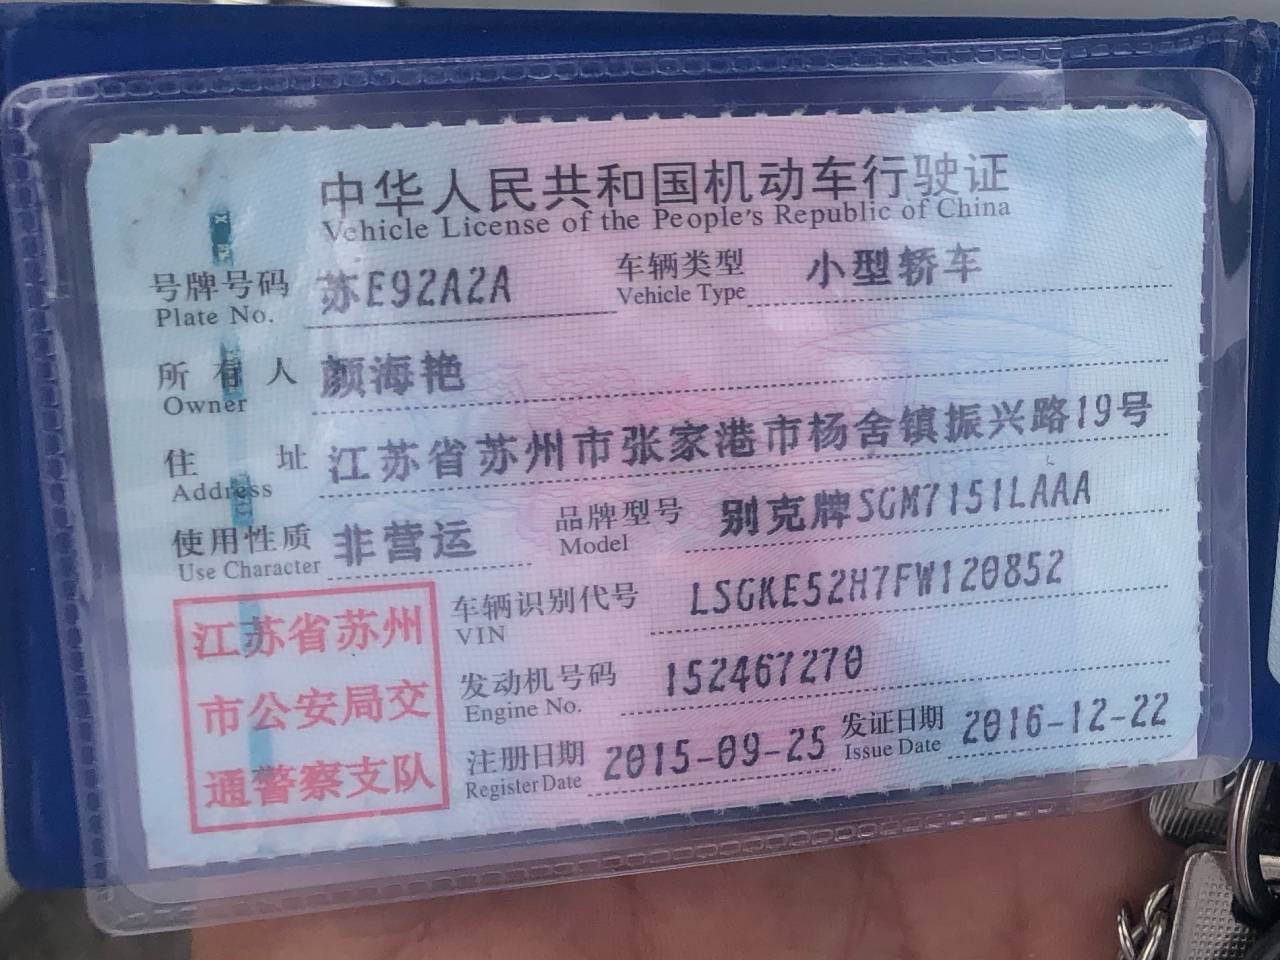 中华人民共和国机动车行驶证
Vehicle License of the People's Republic of China
号牌号码 苏E92A2A 车辆类型 小型轿车
Plate No. Vehicle Type
所有人 颜海艳
Owner
住址 江苏省苏州市张家港市杨舍镇振兴路19号
Address
使用性质 非营运 品牌型号 别克牌SGM7151LAAA
Use Character Model
车辆识别代号 LSGKE52H7FW120852
VIN
发动机号码 152467270
Engine No.
注册日期 2015-09-25 发证日期 2016-12-22
Register Date Issue Date
江苏省苏州
市公安局交
通警察支队